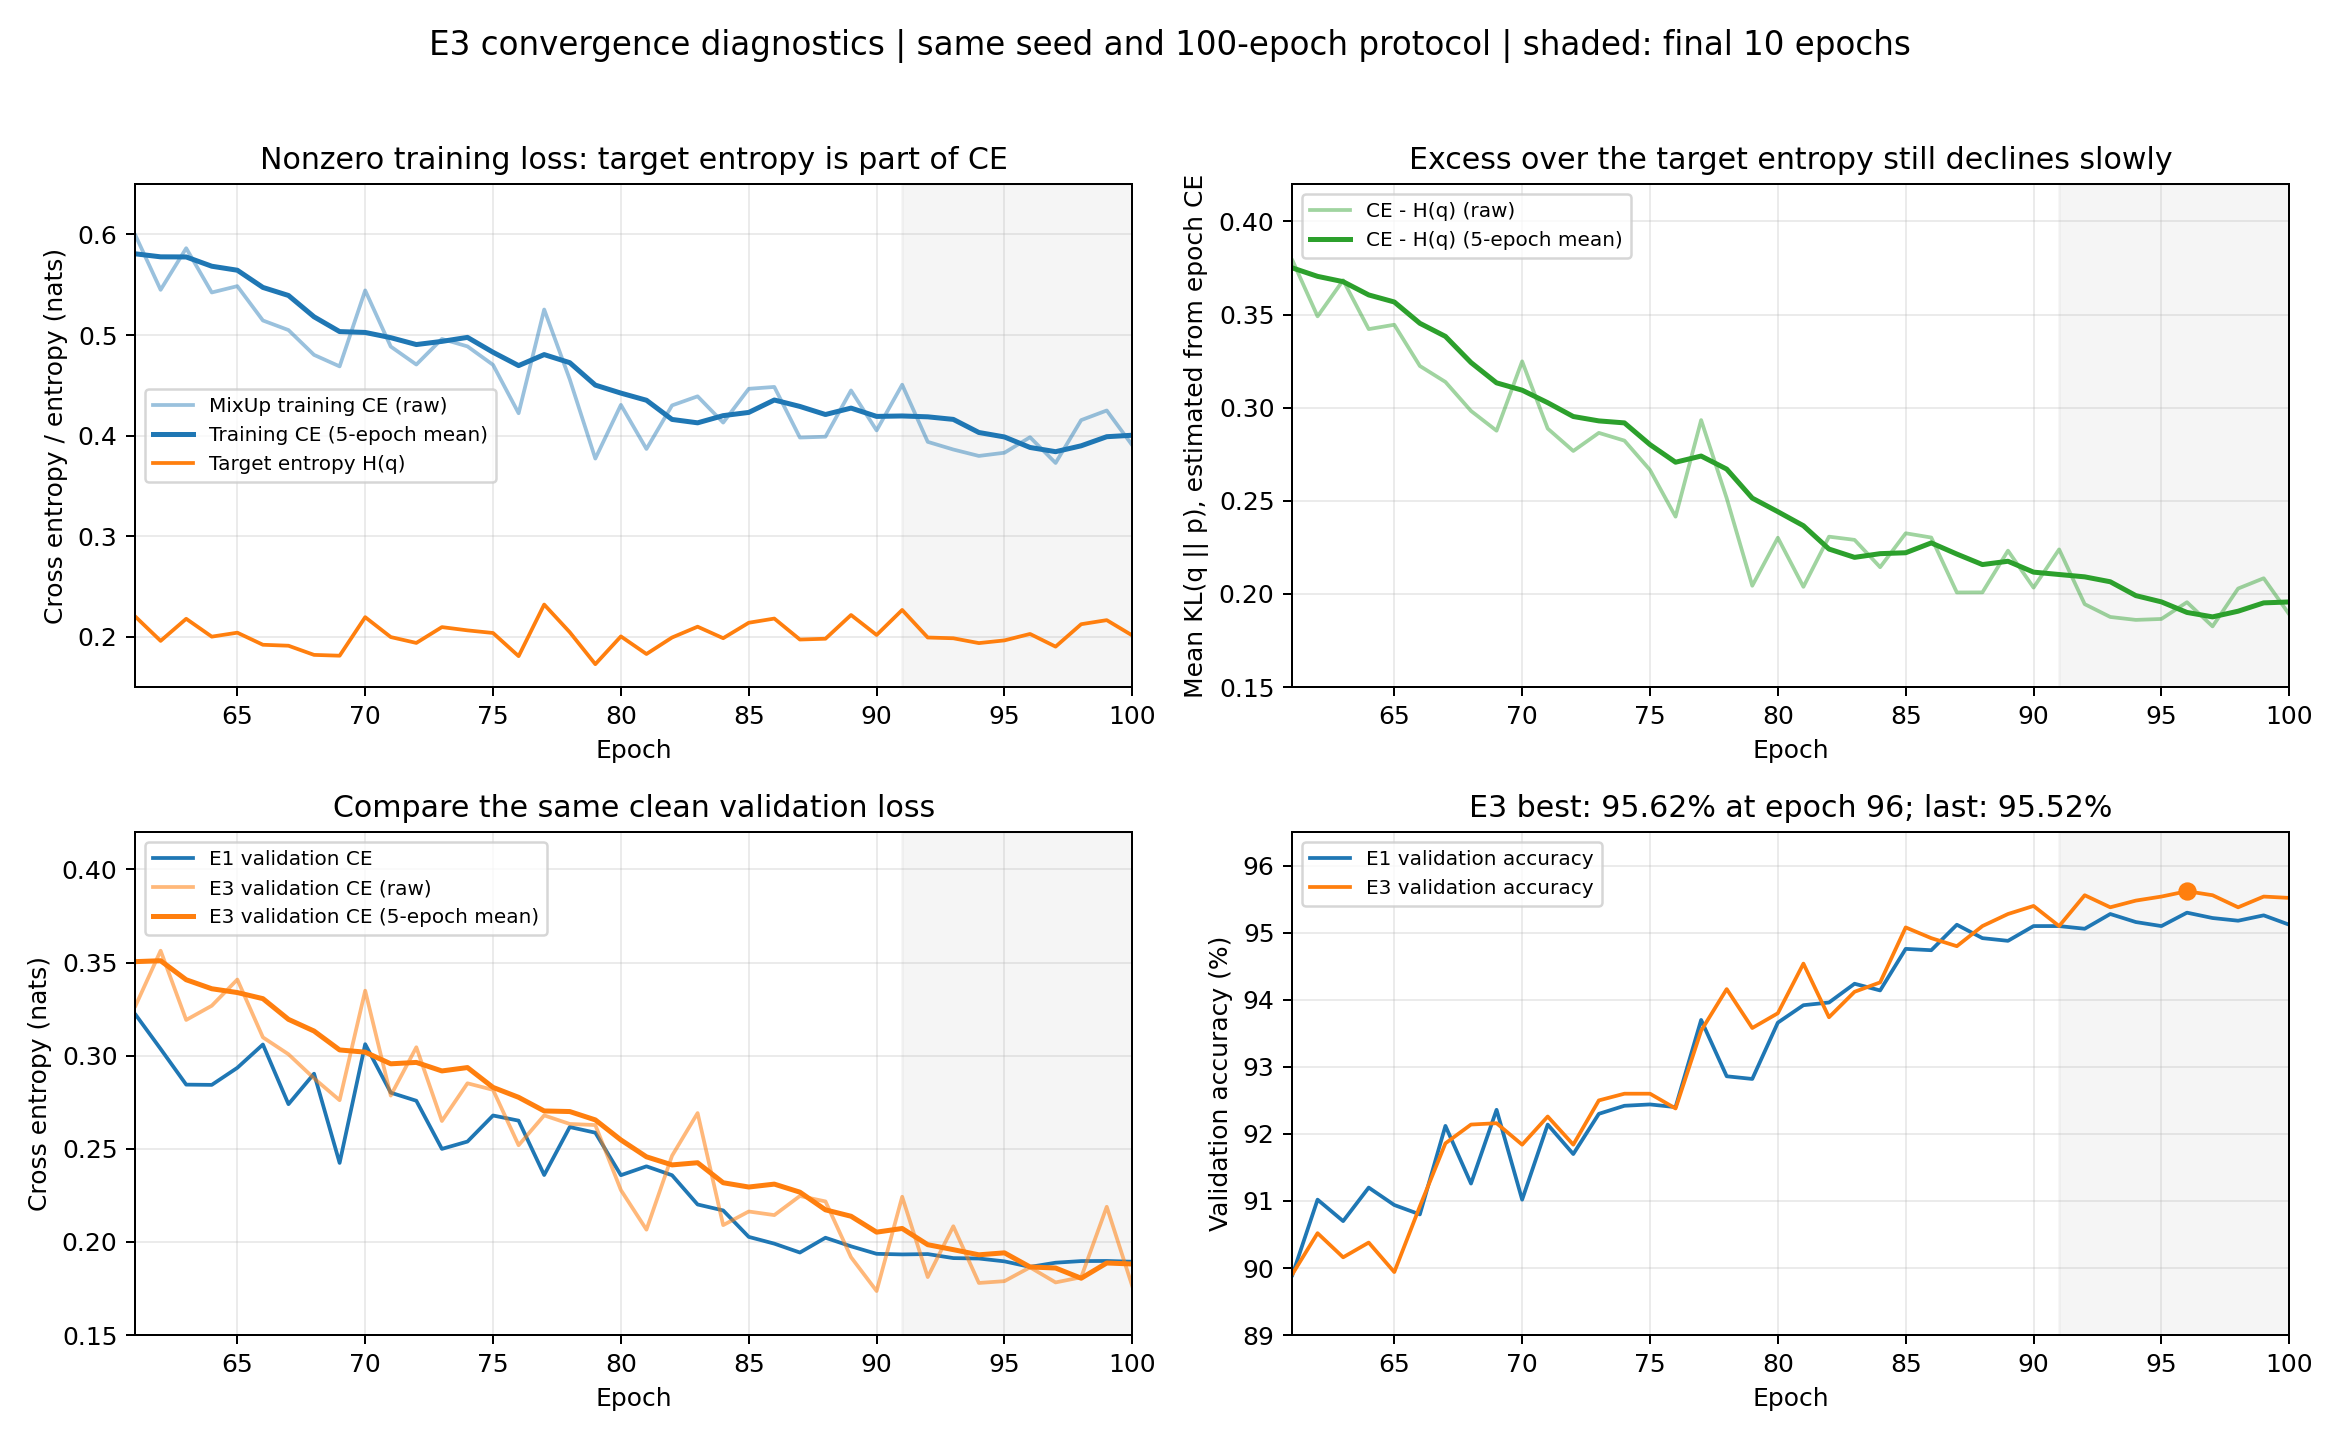 E3 convergence diagnostics | same seed and 100-epoch protocol | shaded: final 10 epochs
Nonzero training loss: target entropy is part of CE
Cross entropy / entropy (nats)
0.6
0.5
0.4
0.3
0.2
MixUp training CE (raw)
Training CE (5-epoch mean)
Target entropy H(q)
65 70 75 80 85 90 95 100
Epoch
Excess over the target entropy still declines slowly
Mean KL(q || p), estimated from epoch CE
0.40
0.35
0.30
0.25
0.20
0.15
CE - H(q) (raw)
CE - H(q) (5-epoch mean)
65 70 75 80 85 90 95 100
Epoch
Compare the same clean validation loss
Cross entropy (nats)
0.40
0.35
0.30
0.25
0.20
0.15
E1 validation CE
E3 validation CE (raw)
E3 validation CE (5-epoch mean)
65 70 75 80 85 90 95 100
Epoch
E3 best: 95.62% at epoch 96; last: 95.52%
Validation accuracy (%)
96
95
94
93
92
91
90
89
E1 validation accuracy
E3 validation accuracy
65 70 75 80 85 90 95 100
Epoch